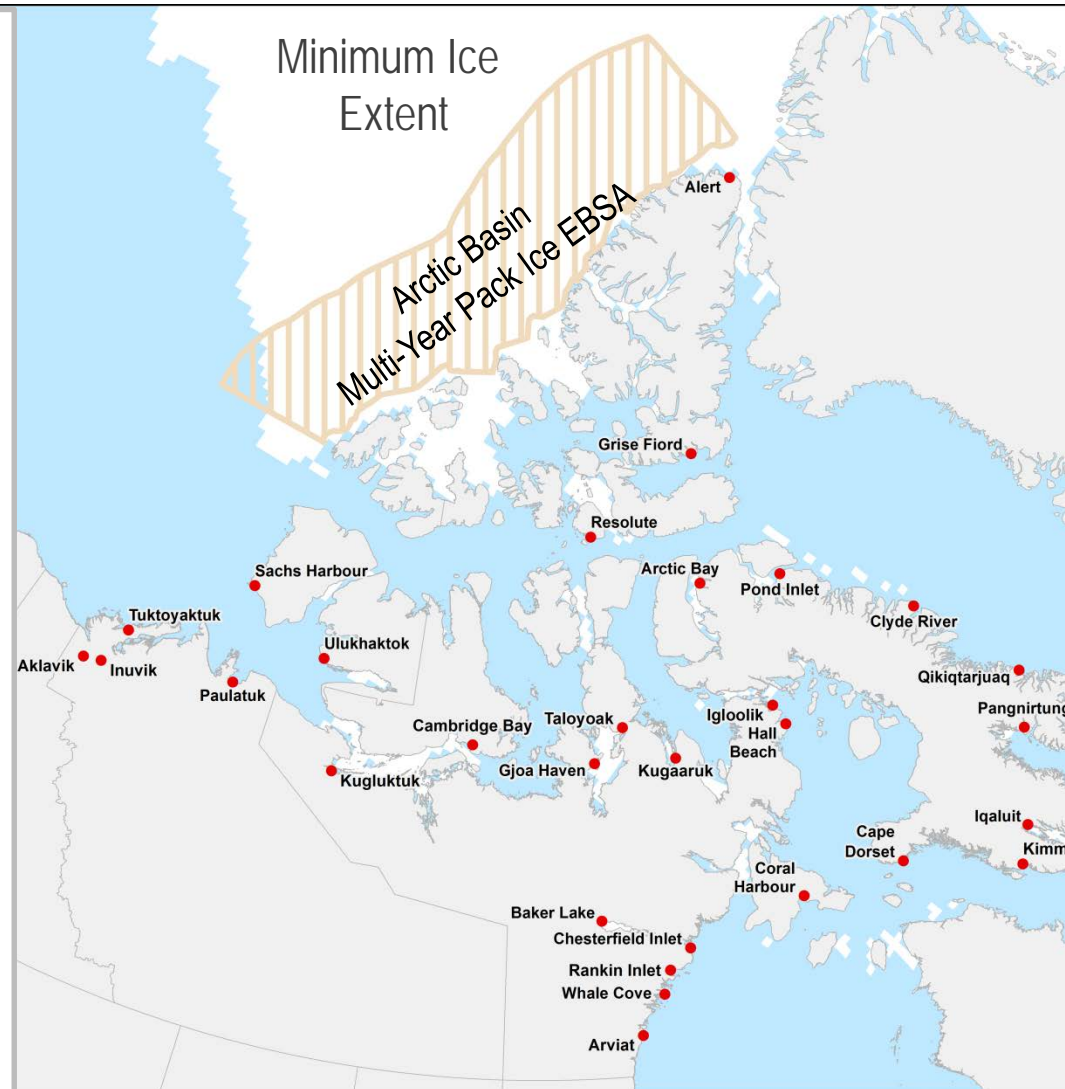 Minimum Ice
Extent
Arctic Basin
Multi-Year Pack Ice EBSA
Alert
Grise Fiord
Resolute
Arctic Bay
Pond Inlet
Sachs Harbour
Clyde River
Tuktoyaktuk
Ulukhaktok
Aklavik
Inuvik
Qikiqtarjuaq
Paulatuk
Pangnirtung
Igloolik
Taloyoak
Cambridge Bay
Hall
Beach
Gjoa Haven
Kugaaruk
Kugluktuk
Iqaluit
Cape
Dorset
Kimm
Coral
Harbour
Baker Lake
Chesterfield Inlet
Rankin Inlet
Whale Cove
Arviat